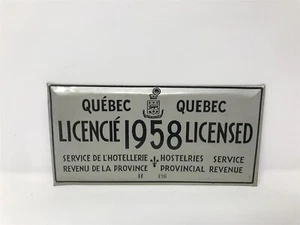 QUÉBEC QUEBEC
LICENCIÉ 1958 LICENSED
SERVICE DE L'HOTELLERIE HOSTELRIES SERVICE
REVENU DE LA PROVINCE PROVINCIAL REVENUE